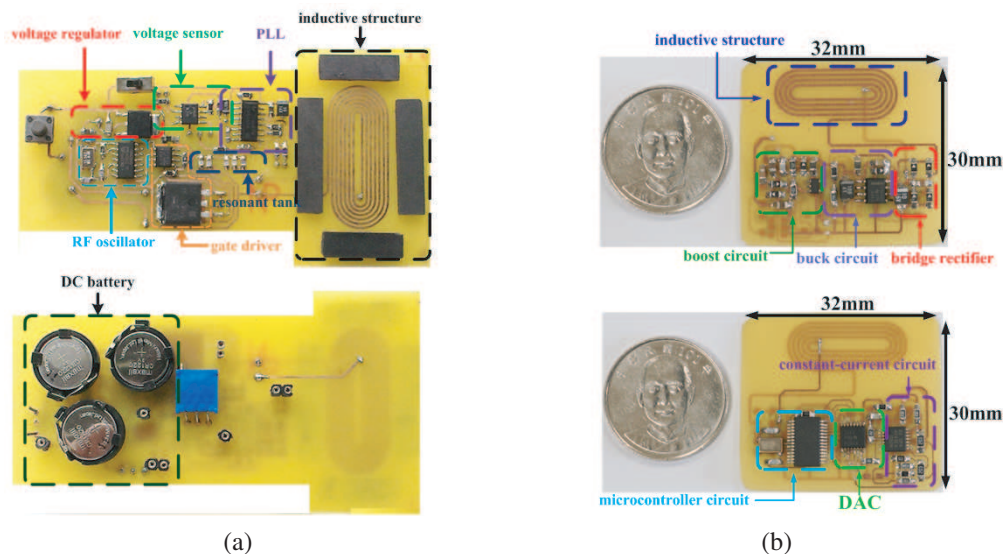 inductive structure
voltage regulator
voltage sensor
PLL
resonant tank
RF oscillator
gate driver
DC battery
(a)
32mm
inductive structure
30mm
boost circuit
buck circuit
bridge rectifier
32mm
constant-current circuit
30mm
microcontroller circuit
DAC
(b)